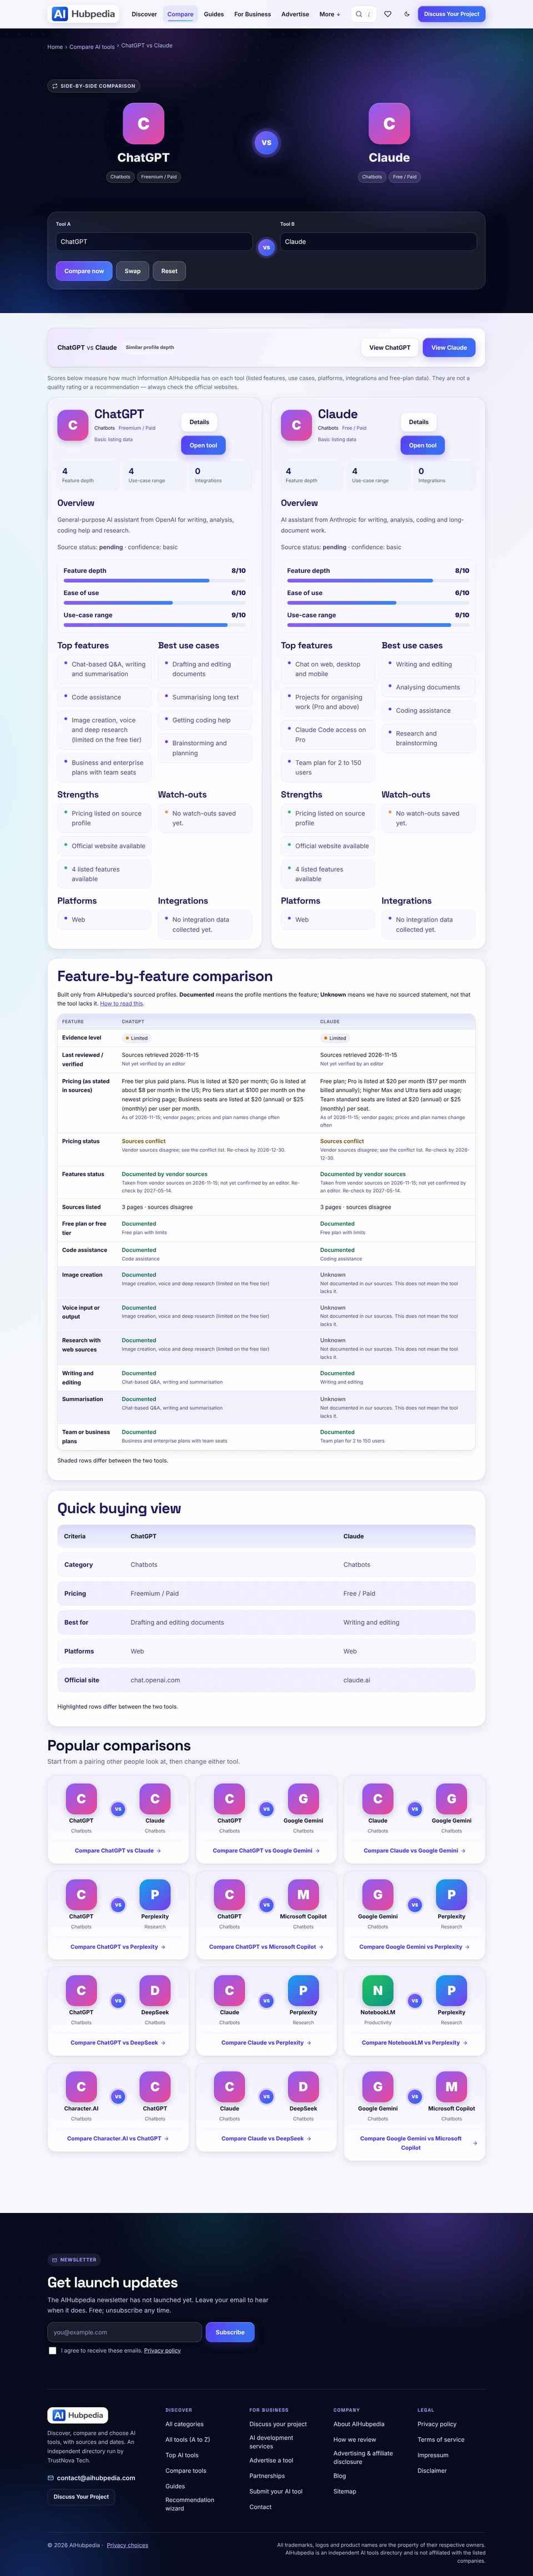 AI Hubpedia
Discover
Compare
Guides
For Business
Advertise
More +
/
Discuss Your Project
Home › Compare AI tools › ChatGPT vs Claude
SIDE-BY-SIDE COMPARISON
C
ChatGPT
Chatbots
Freemium / Paid
VS
C
Claude
Chatbots
Free / Paid
Tool A
ChatGPT
VS
Tool B
Claude
Compare now
Swap
Reset
ChatGPT vs Claude
Similar profile depth
View ChatGPT
View Claude
Scores below measure how much information AIHubpedia has on each tool (listed features, use cases, platforms, integrations and free-plan data). They are not a
quality rating or a recommendation — always check the official websites.
C
ChatGPT
Chatbots Freemium / Paid
Basic listing data
Details
Open tool
4
Feature depth
4
Use-case range
0
Integrations
Overview
General-purpose AI assistant from OpenAI for writing, analysis,
coding help and research.
Source status: pending · confidence: basic
Feature depth 8/10
Ease of use 6/10
Use-case range 9/10
Top features
Chat-based Q&A, writing
and summarisation
Code assistance
Image creation, voice
and deep research
(limited on the free tier)
Business and enterprise
plans with team seats
Best use cases
Drafting and editing
documents
Summarising long text
Getting coding help
Brainstorming and
planning
Strengths
Pricing listed on source
profile
Official website available
4 listed features
available
Watch-outs
No watch-outs saved
yet.
Platforms
Web
Integrations
No integration data
collected yet.
C
Claude
Chatbots Free / Paid
Basic listing data
Details
Open tool
4
Feature depth
4
Use-case range
0
Integrations
Overview
AI assistant from Anthropic for writing, analysis, coding and long-
document work.
Source status: pending · confidence: basic
Feature depth 8/10
Ease of use 6/10
Use-case range 9/10
Top features
Chat on web, desktop
and mobile
Projects for organising
work (Pro and above)
Claude Code access on
Pro
Team plan for 2 to 150
users
Best use cases
Writing and editing
Analysing documents
Coding assistance
Research and
brainstorming
Strengths
Pricing listed on source
profile
Official website available
4 listed features
available
Watch-outs
No watch-outs saved
yet.
Platforms
Web
Integrations
No integration data
collected yet.
Feature-by-feature comparison
Built only from AIHubpedia's sourced profiles. Documented means the profile mentions the feature; Unknown means we have no sourced statement, not that
the tool lacks it. How to read this.
FEATURE CHATGPT CLAUDE
Evidence level Limited Limited
Last reviewed /
verified
Sources retrieved 2026-11-15
Not yet verified by an editor
Sources retrieved 2026-11-15
Not yet verified by an editor
Pricing (as stated
in sources)
Free tier plus paid plans. Plus is listed at $20 per month; Go is listed at
about $8 per month in the US; Pro tiers start at $100 per month on the
newest pricing page; Business seats are listed at $20 (annual) or $25
(monthly) per user per month.
As of 2026-11-15; vendor pages; prices and plan names change often
Free plan; Pro is listed at $20 per month ($17 per month
billed annually); higher Max and Ultra tiers add usage;
Team standard seats are listed at $20 (annual) or $25
(monthly) per seat.
As of 2026-11-15; vendor pages; prices and plan names change
often
Pricing status
Sources conflict
Vendor sources disagree; see the conflict list. Re-check by 2026-12-30.
Sources conflict
Vendor sources disagree; see the conflict list. Re-check by 2026-
12-30.
Features status
Documented by vendor sources
Taken from vendor sources on 2026-11-15; not yet confirmed by an editor. Re-
check by 2027-05-14.
Documented by vendor sources
Taken from vendor sources on 2026-11-15; not yet confirmed by
an editor. Re-check by 2027-05-14.
Sources listed 3 pages · sources disagree 3 pages · sources disagree
Free plan or free
tier
Documented
Free plan with limits
Documented
Free plan with limits
Code assistance
Documented
Code assistance
Documented
Coding assistance
Image creation
Documented
Image creation, voice and deep research (limited on the free tier)
Unknown
Not documented in our sources. This does not mean the tool
lacks it.
Voice input or
output
Documented
Image creation, voice and deep research (limited on the free tier)
Unknown
Not documented in our sources. This does not mean the tool
lacks it.
Research with
web sources
Documented
Image creation, voice and deep research (limited on the free tier)
Unknown
Not documented in our sources. This does not mean the tool
lacks it.
Writing and
editing
Documented
Chat-based Q&A, writing and summarisation
Documented
Writing and editing
Summarisation
Documented
Chat-based Q&A, writing and summarisation
Unknown
Not documented in our sources. This does not mean the tool
lacks it.
Team or business
plans
Documented
Business and enterprise plans with team seats
Documented
Team plan for 2 to 150 users
Shaded rows differ between the two tools.
Quick buying view
Criteria ChatGPT Claude
Category Chatbots Chatbots
Pricing Freemium / Paid Free / Paid
Best for Drafting and editing documents Writing and editing
Platforms Web Web
Official site chat.openai.com claude.ai
Highlighted rows differ between the two tools.
Popular comparisons
Start from a pairing other people look at, then change either tool.
C VS C
ChatGPT Claude
Chatbots Chatbots
Compare ChatGPT vs Claude →
C VS G
ChatGPT Google Gemini
Chatbots Chatbots
Compare ChatGPT vs Google Gemini →
C VS G
Claude Google Gemini
Chatbots Chatbots
Compare Claude vs Google Gemini →
C VS P
ChatGPT Perplexity
Chatbots Research
Compare ChatGPT vs Perplexity →
C VS M
ChatGPT Microsoft Copilot
Chatbots Chatbots
Compare ChatGPT vs Microsoft Copilot →
G VS P
Google Gemini Perplexity
Chatbots Research
Compare Google Gemini vs Perplexity →
C VS D
ChatGPT DeepSeek
Chatbots Chatbots
Compare ChatGPT vs DeepSeek →
C VS P
Claude Perplexity
Chatbots Research
Compare Claude vs Perplexity →
N VS P
NotebookLM Perplexity
Productivity Research
Compare NotebookLM vs Perplexity →
C VS C
Character.AI ChatGPT
Chatbots Chatbots
Compare Character.AI vs ChatGPT →
C VS D
Claude DeepSeek
Chatbots Chatbots
Compare Claude vs DeepSeek →
G VS M
Google Gemini Microsoft Copilot
Chatbots Chatbots
Compare Google Gemini vs Microsoft
Copilot →
NEWSLETTER
Get launch updates
The AIHubpedia newsletter has not launched yet. Leave your email to hear
when it does. Free; unsubscribe any time.
you@example.com
Subscribe
I agree to receive these emails. Privacy policy
AI Hubpedia
Discover, compare and choose AI
tools, with sources and dates. An
independent directory run by
TrustNova Tech.
contact@aihubpedia.com
Discuss Your Project
DISCOVER
All categories
All tools (A to Z)
Top AI tools
Compare tools
Guides
Recommendation
wizard
FOR BUSINESS
Discuss your project
AI development
services
Advertise a tool
Partnerships
Submit your AI tool
Contact
COMPANY
About AIHubpedia
How we review
Advertising & affiliate
disclosure
Blog
Sitemap
LEGAL
Privacy policy
Terms of service
Impressum
Disclaimer
© 2026 AIHubpedia · Privacy choices
All trademarks, logos and product names are the property of their respective owners.
AIHubpedia is an independent AI tools directory and is not affiliated with the listed
companies.